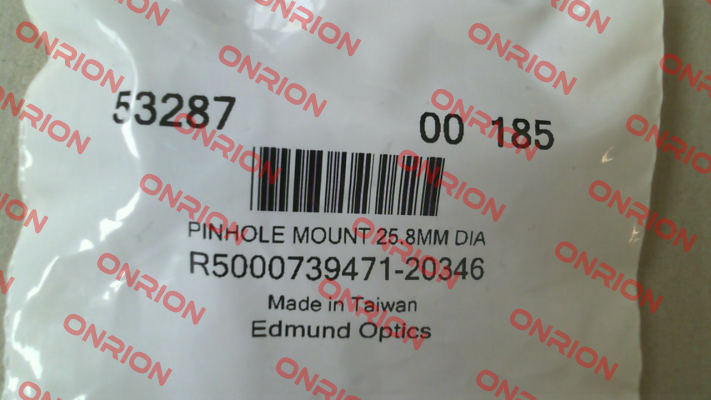 53287 00 185
PINHOLE MOUNT 25.8MM DIA
R5000739471-20346
Made in Taiwan
Edmund Optics
ONRION